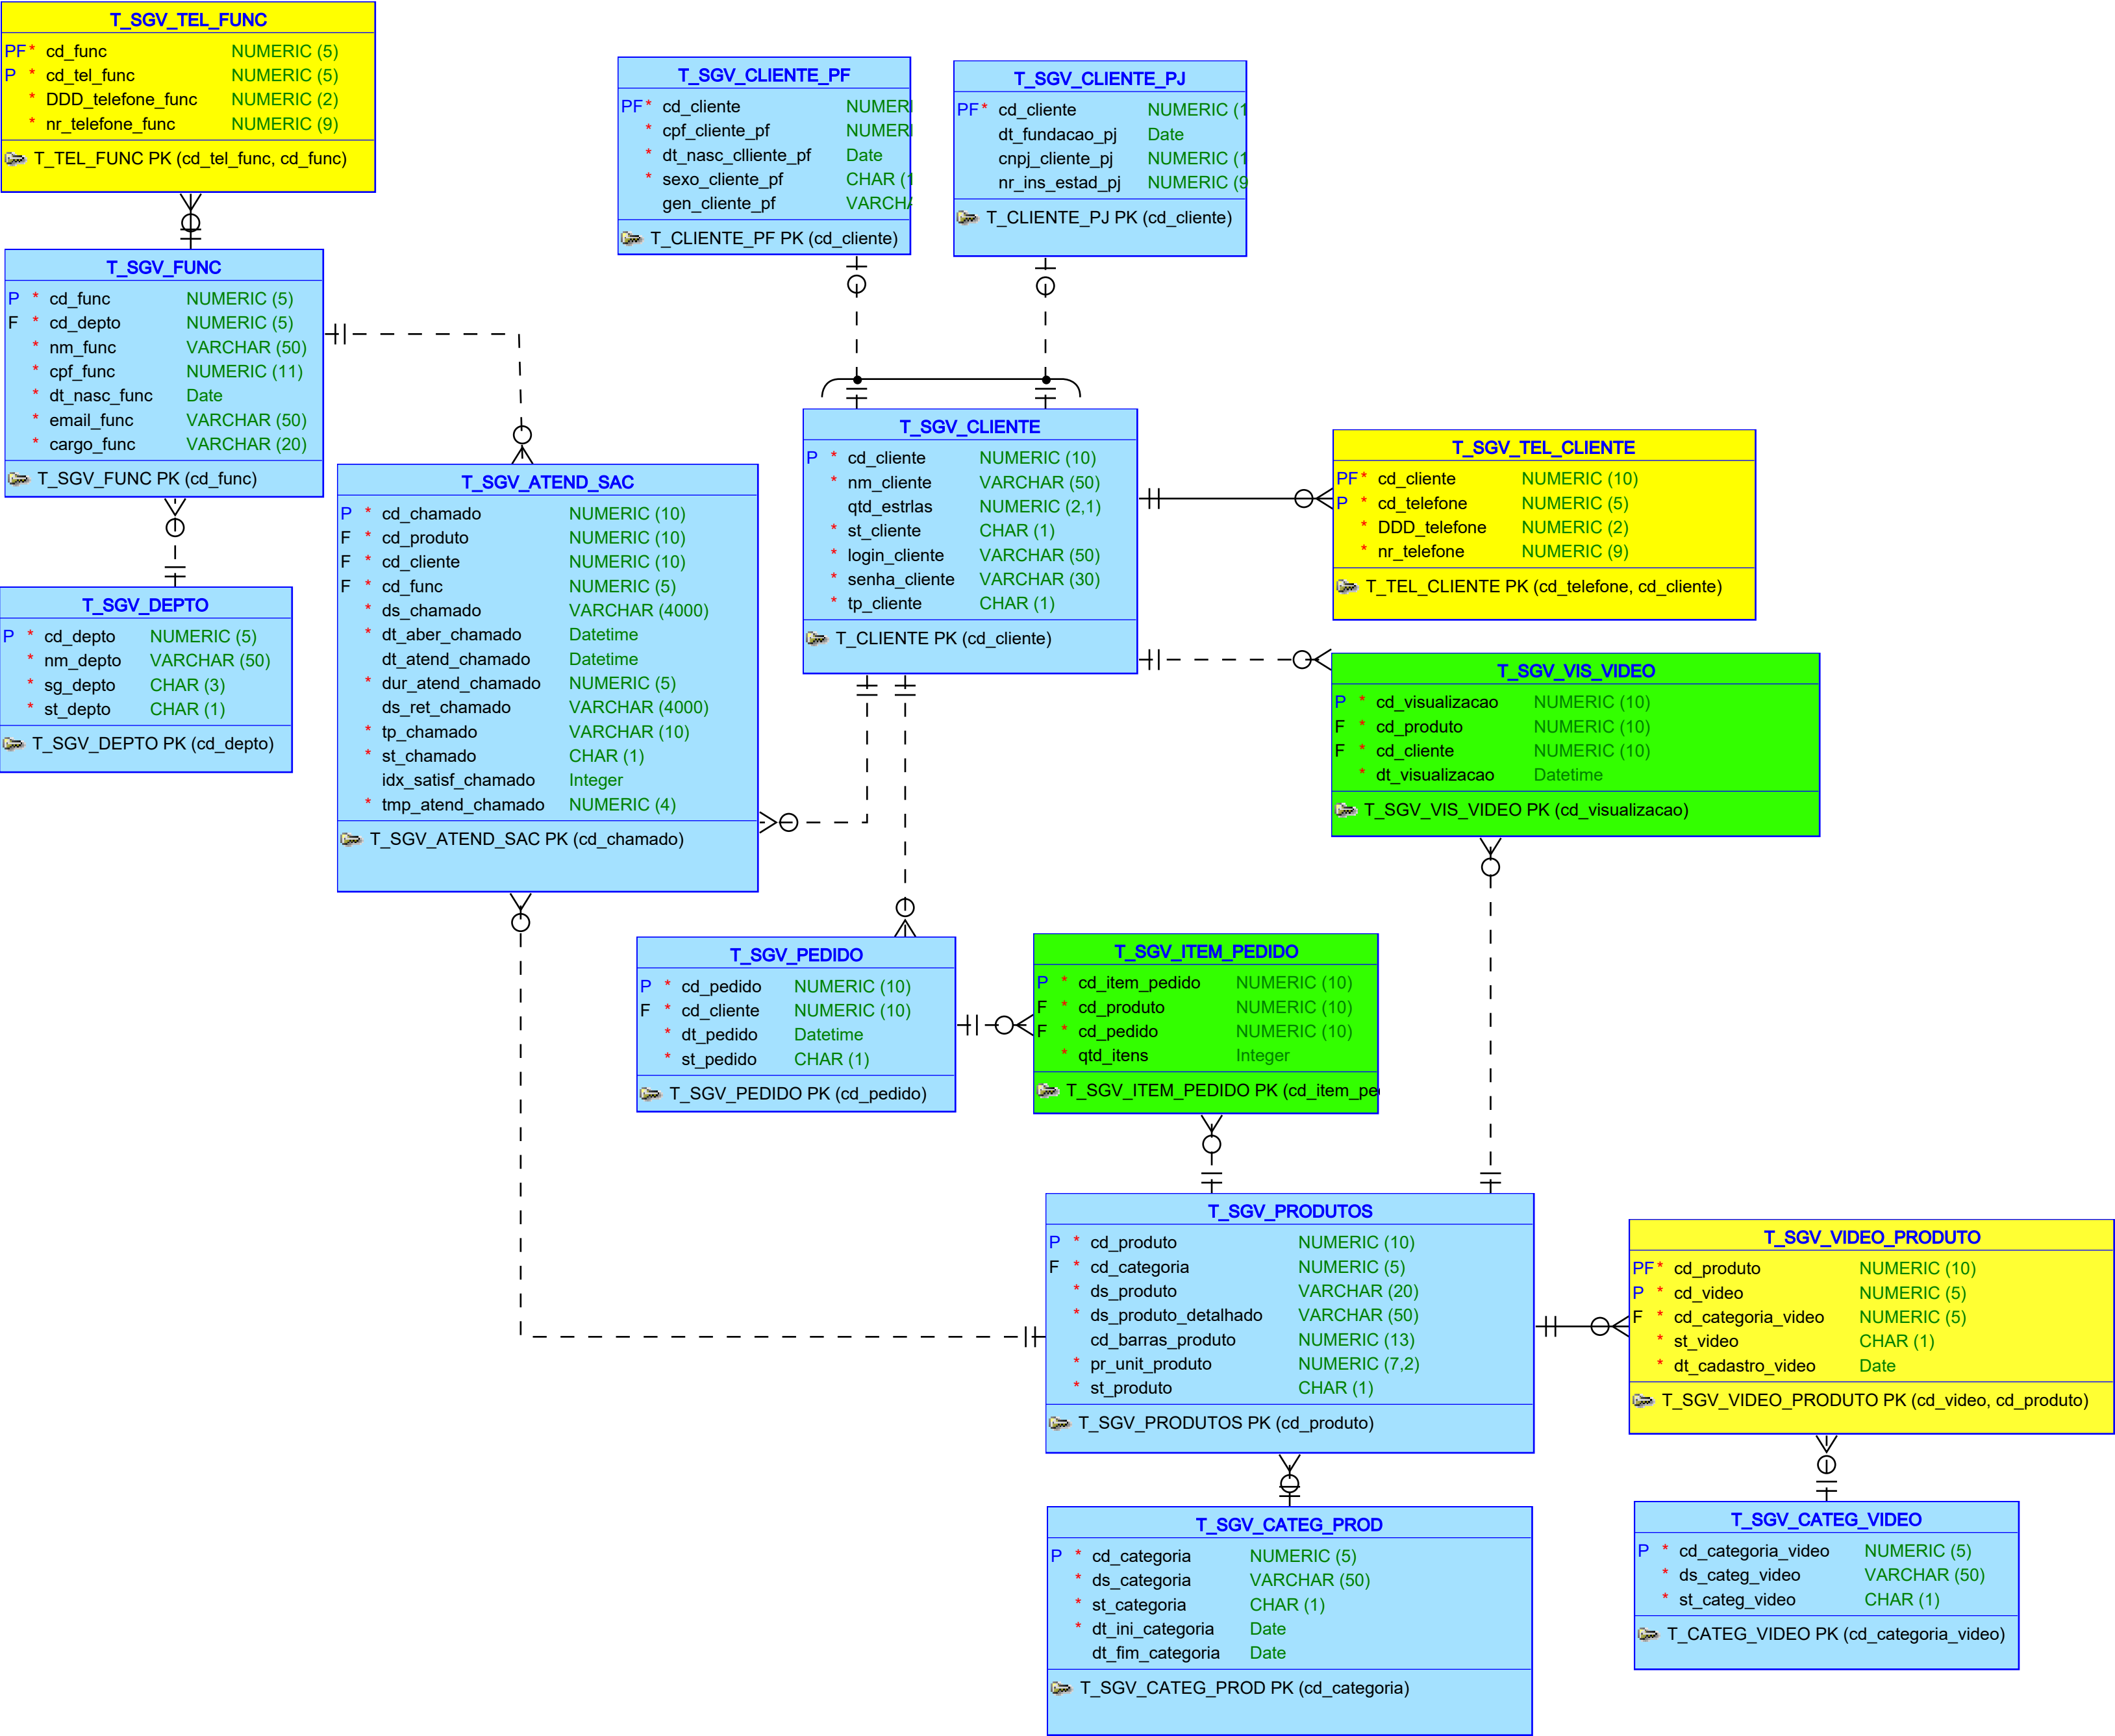 T_SGV_TEL_FUNC
PF * cd_func NUMERIC (5)
P * cd_tel_func NUMERIC (5)
* DDD_telefone_func NUMERIC (2)
* nr_telefone_func NUMERIC (9)
T_TEL_FUNC PK (cd_tel_func, cd_func)
T_SGV_CLIENTE_PF
PF * cd_cliente NUMERI
* cpf_cliente_pf NUMERI
* dt_nasc_clliente_pf Date
* sexo_cliente_pf CHAR (1
gen_cliente_pf VARCHA
T_CLIENTE_PF PK (cd_cliente)
T_SGV_CLIENTE_PJ
PF * cd_cliente NUMERIC (1
dt_fundacao_pj Date
cnpj_cliente_pj NUMERIC (1
nr_ins_estad_pj NUMERIC (9
T_CLIENTE_PJ PK (cd_cliente)
T_SGV_FUNC
P * cd_func NUMERIC (5)
F * cd_depto NUMERIC (5)
* nm_func VARCHAR (50)
* cpf_func NUMERIC (11)
* dt_nasc_func Date
* email_func VARCHAR (50)
* cargo_func VARCHAR (20)
T_SGV_FUNC PK (cd_func)
T_SGV_DEPTO
P * cd_depto NUMERIC (5)
* nm_depto VARCHAR (50)
* sg_depto CHAR (3)
* st_depto CHAR (1)
T_SGV_DEPTO PK (cd_depto)
T_SGV_ATEND_SAC
P * cd_chamado NUMERIC (10)
F * cd_produto NUMERIC (10)
F * cd_cliente NUMERIC (10)
F * cd_func NUMERIC (5)
* ds_chamado VARCHAR (4000)
* dt_aber_chamado Datetime
dt_atend_chamado Datetime
* dur_atend_chamado NUMERIC (5)
ds_ret_chamado VARCHAR (4000)
* tp_chamado VARCHAR (10)
* st_chamado CHAR (1)
idx_satisf_chamado Integer
* tmp_atend_chamado NUMERIC (4)
T_SGV_ATEND_SAC PK (cd_chamado)
T_SGV_CLIENTE
P * cd_cliente NUMERIC (10)
* nm_cliente VARCHAR (50)
qtd_estrlas NUMERIC (2,1)
* st_cliente CHAR (1)
* login_cliente VARCHAR (50)
* senha_cliente VARCHAR (30)
* tp_cliente CHAR (1)
T_CLIENTE PK (cd_cliente)
T_SGV_TEL_CLIENTE
PF * cd_cliente NUMERIC (10)
P * cd_telefone NUMERIC (5)
* DDD_telefone NUMERIC (2)
* nr_telefone NUMERIC (9)
T_TEL_CLIENTE PK (cd_telefone, cd_cliente)
T_SGV_VIS_VIDEO
P * cd_visualizacao NUMERIC (10)
F * cd_produto NUMERIC (10)
F * cd_cliente NUMERIC (10)
* dt_visualizacao Datetime
T_SGV_VIS_VIDEO PK (cd_visualizacao)
T_SGV_PEDIDO
P * cd_pedido NUMERIC (10)
F * cd_cliente NUMERIC (10)
* dt_pedido Datetime
* st_pedido CHAR (1)
T_SGV_PEDIDO PK (cd_pedido)
T_SGV_ITEM_PEDIDO
P * cd_item_pedido NUMERIC (10)
F * cd_produto NUMERIC (10)
F * cd_pedido NUMERIC (10)
* qtd_itens Integer
T_SGV_ITEM_PEDIDO PK (cd_item_pe
T_SGV_PRODUTOS
P * cd_produto NUMERIC (10)
F * cd_categoria NUMERIC (5)
* ds_produto VARCHAR (20)
* ds_produto_detalhado VARCHAR (50)
cd_barras_produto NUMERIC (13)
* pr_unit_produto NUMERIC (7,2)
* st_produto CHAR (1)
T_SGV_PRODUTOS PK (cd_produto)
T_SGV_VIDEO_PRODUTO
PF * cd_produto NUMERIC (10)
P * cd_video NUMERIC (5)
F * cd_categoria_video NUMERIC (5)
* st_video CHAR (1)
* dt_cadastro_video Date
T_SGV_VIDEO_PRODUTO PK (cd_video, cd_produto)
T_SGV_CATEG_PROD
P * cd_categoria NUMERIC (5)
* ds_categoria VARCHAR (50)
* st_categoria CHAR (1)
* dt_ini_categoria Date
dt_fim_categoria Date
T_SGV_CATEG_PROD PK (cd_categoria)
T_SGV_CATEG_VIDEO
P * cd_categoria_video NUMERIC (5)
* ds_categ_video VARCHAR (50)
* st_categ_video CHAR (1)
T_CATEG_VIDEO PK (cd_categoria_video)